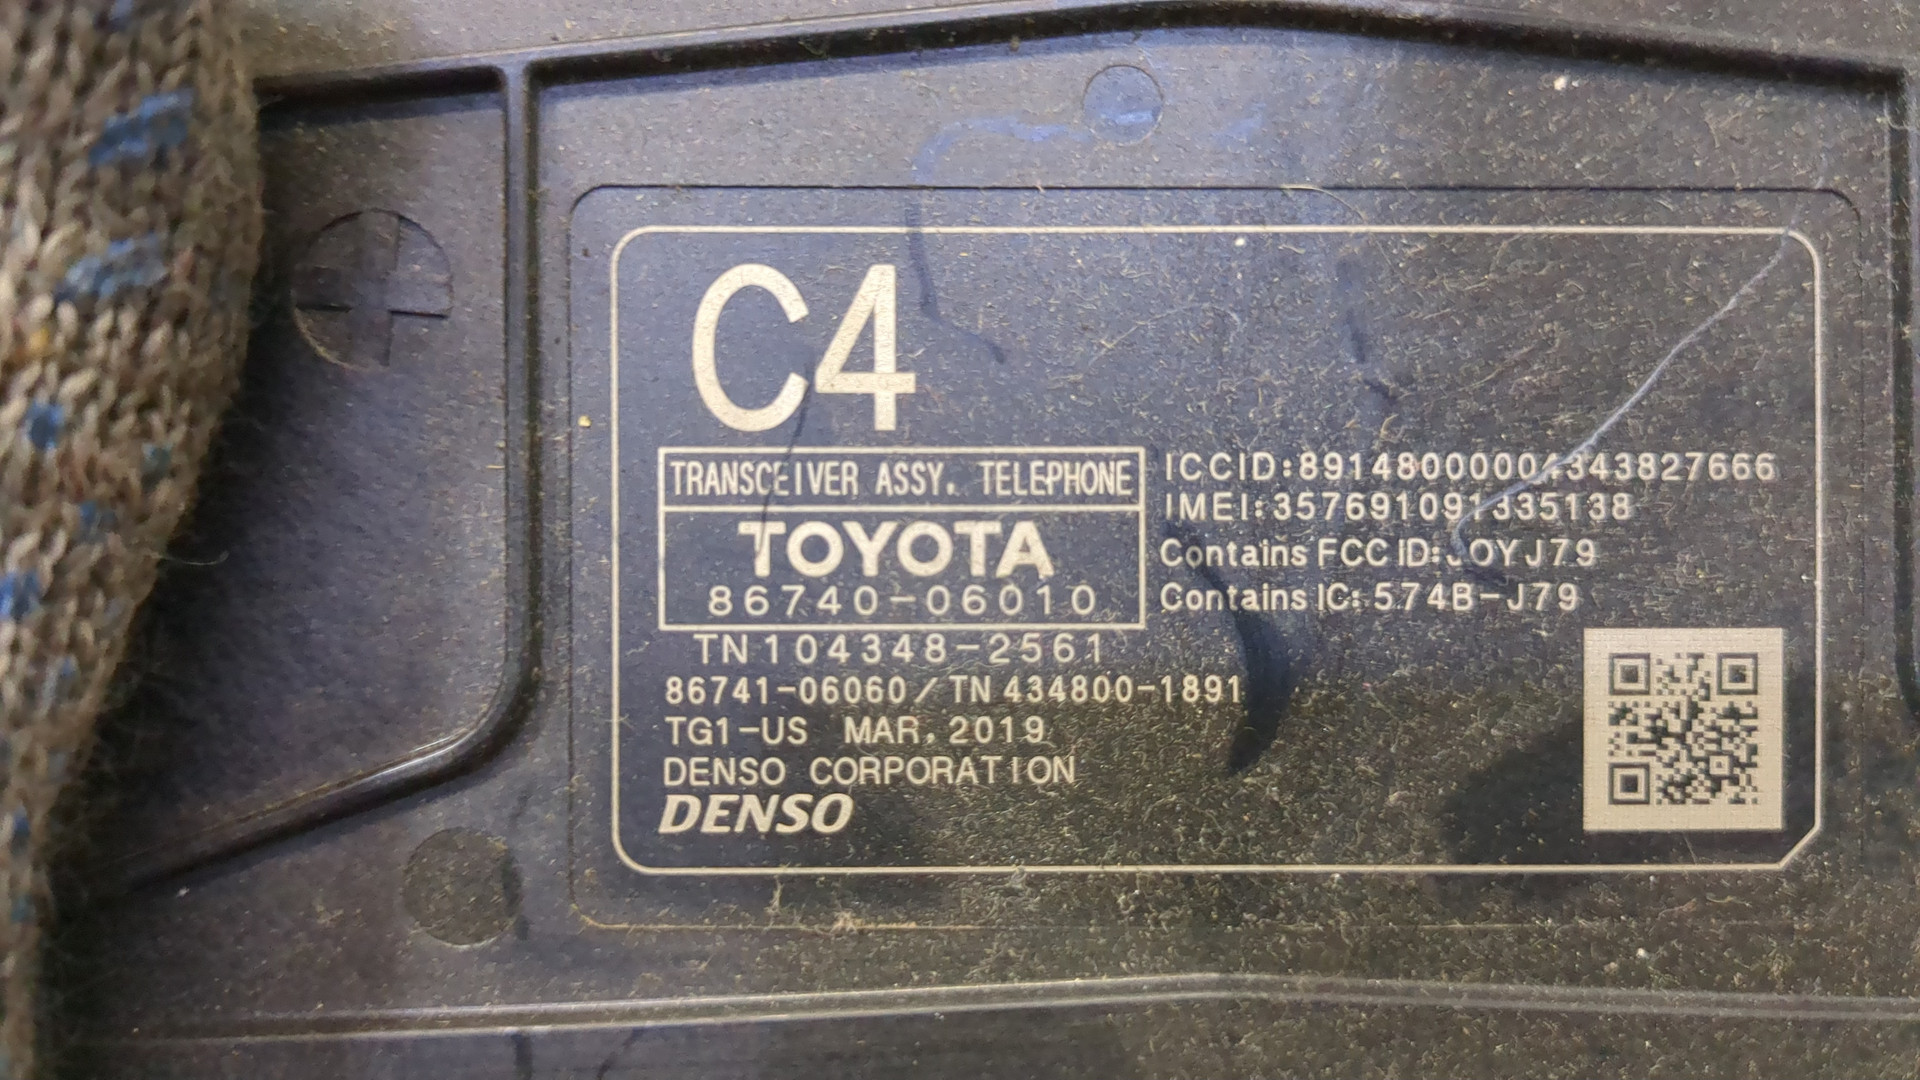 C4
TRANSCEIVER ASSY, TELEPHONE
TOYOTA
86740-06010
TN104348-2561
86741-06060/TN 434800-1891
TG1-US MAR, 2019
DENSO CORPORATION
DENSO
ICCID:89148000004343827666
IMEI:357691091335138
Contains FCC ID:JOYJ79
Contains IC: 574B-J79